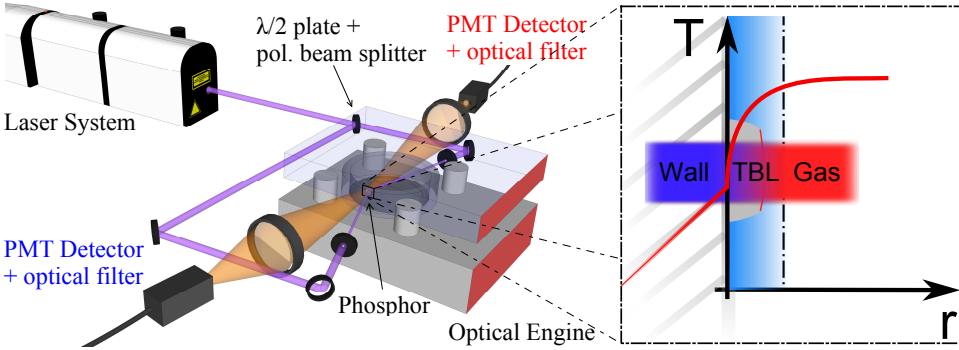 λ/2 plate +
pol. beam splitter
PMT Detector
+ optical filter
Laser System
PMT Detector
+ optical filter
Phosphor
Optical Engine
T
Wall
TBL
Gas
r